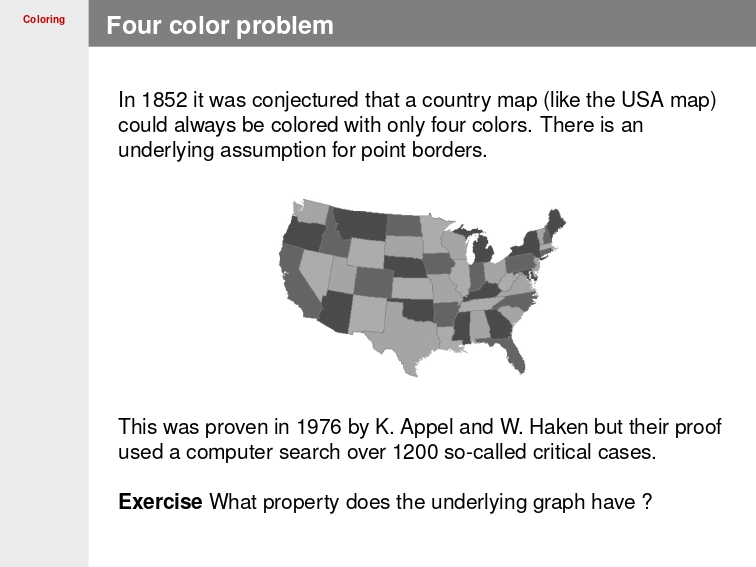 Coloring
Four color problem
In 1852 it was conjectured that a country map (like the USA map)
could always be colored with only four colors. There is an
underlying assumption for point borders.
This was proven in 1976 by K. Appel and W. Haken but their proof
used a computer search over 1200 so-called critical cases.
Exercise What property does the underlying graph have ?